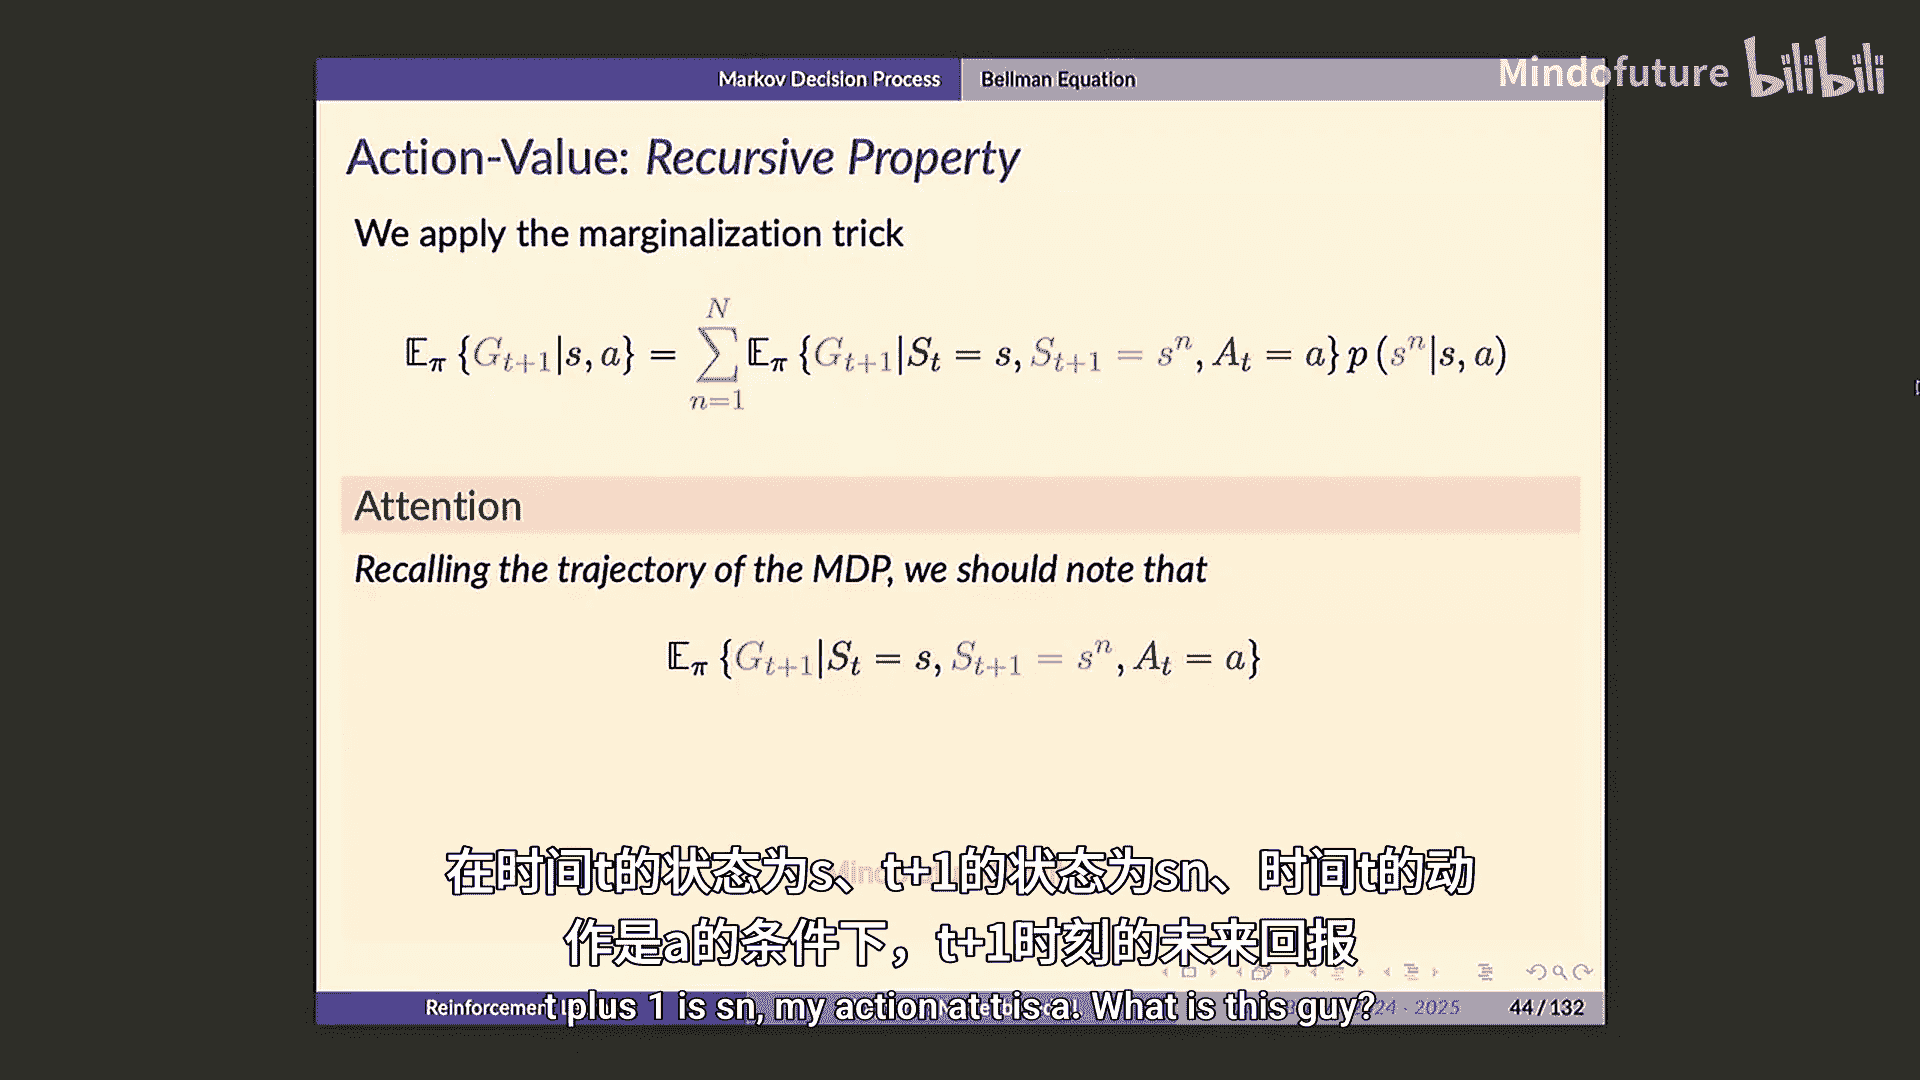 Markov Decision Process
Bellman Equation
Mindofuture bilibili
Action-Value: Recursive Property
We apply the marginalization trick
𝔼π {Gt+1|s, a} = ∑_{n=1}^{N} 𝔼π {Gt+1|St = s, St+1 = sⁿ, At = a} p (sⁿ|s, a)
Attention
Recalling the trajectory of the MDP, we should note that
𝔼π {Gt+1|St = s, St+1 = sⁿ, At = a}
在时间t的状态为s、t+1的状态为sn、时间t的动
作是a的条件下，t+1时刻的未来回报
t plus 1 is sn, my action at t is a. What is this guy?
44 / 132